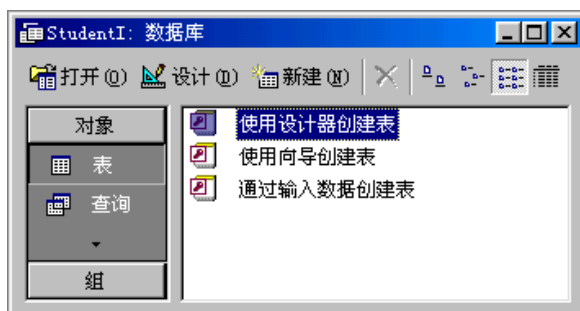 StudentI: 数据库
打开(O) 设计(D) 新建(N)
对象
表
查询
组
使用设计器创建表
使用向导创建表
通过输入数据创建表